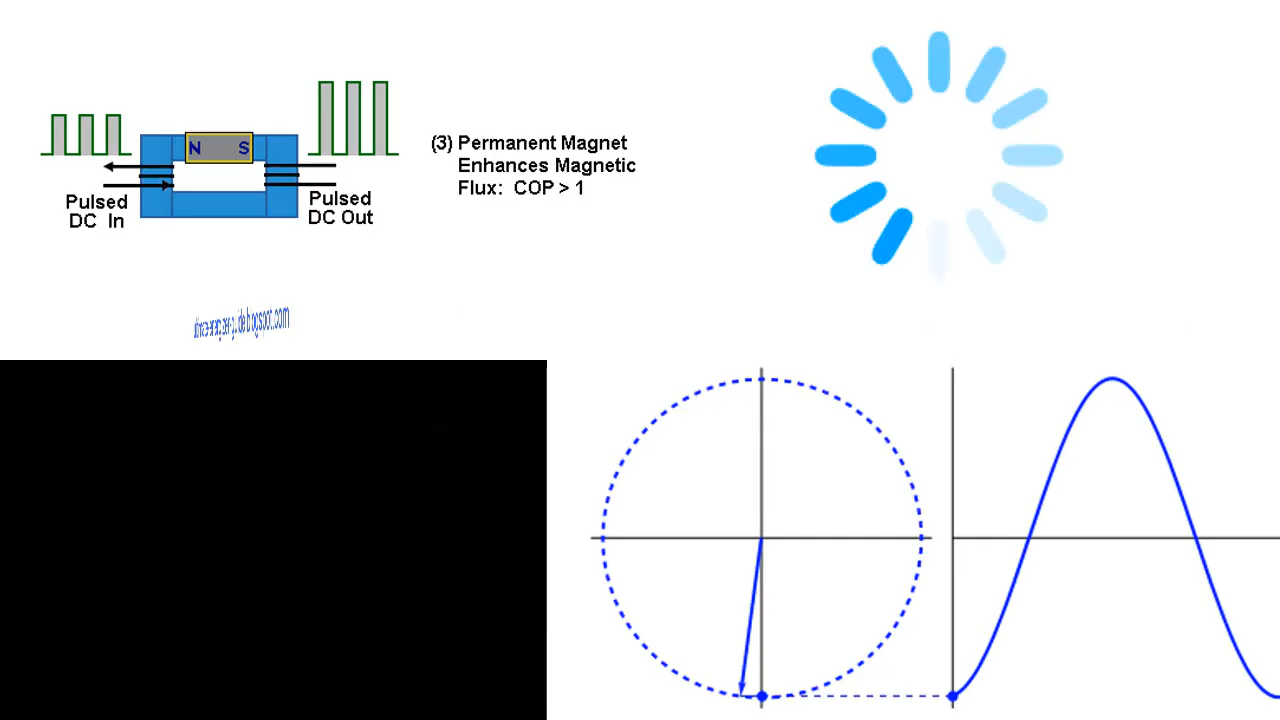 N S
(3) Permanent Magnet
Enhances Magnetic
Flux: COP > 1
Pulsed
DC In
Pulsed
DC Out